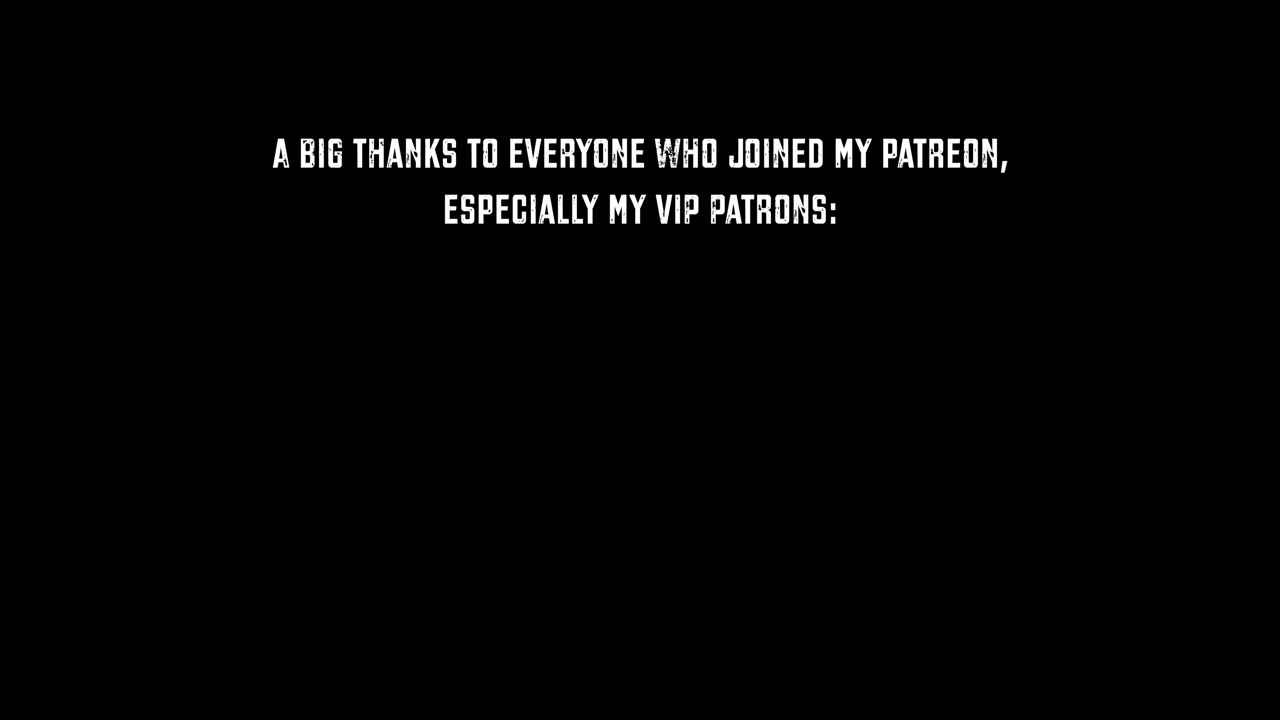 A BIG THANKS TO EVERYONE WHO JOINED MY PATREON,
ESPECIALLY MY VIP PATRONS: